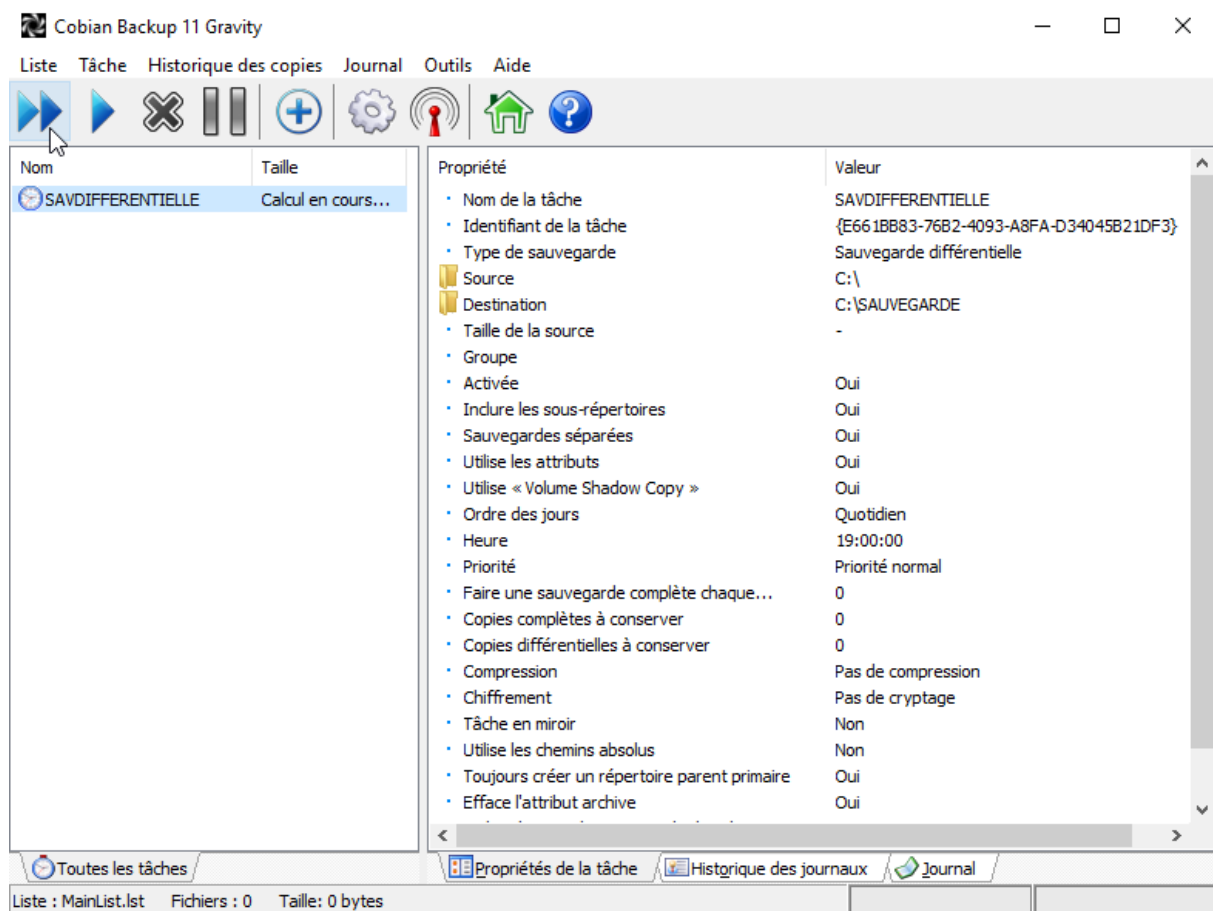 Cobian Backup 11 Gravity
Liste Tâche Historique des copies Journal Outils Aide
Nom Taille
SAVDIFFERENTIELLE Calcul en cours...
Propriété Valeur
Nom de la tâche SAVDIFFERENTIELLE
Identifiant de la tâche {E661BB83-76B2-4093-A8FA-D34045B21DF3}
Type de sauvegarde Sauvegarde différentielle
Source C:\
Destination C:\SAUVEGARDE
Taille de la source -
Groupe
Activée Oui
Inclure les sous-répertoires Oui
Sauvegardes séparées Oui
Utilise les attributs Oui
Utilise « Volume Shadow Copy » Oui
Ordre des jours Quotidien
Heure 19:00:00
Priorité Priorité normal
Faire une sauvegarde complète chaque... 0
Copies complètes à conserver 0
Copies différentielles à conserver 0
Compression Pas de compression
Chiffrement Pas de cryptage
Tâche en miroir Non
Utilise les chemins absolus Non
Toujours créer un répertoire parent primaire Oui
Efface l'attribut archive Oui
Toutes les tâches Propriétés de la tâche Historique des journaux Journal
Liste : MainList.lst Fichiers : 0 Taille: 0 bytes